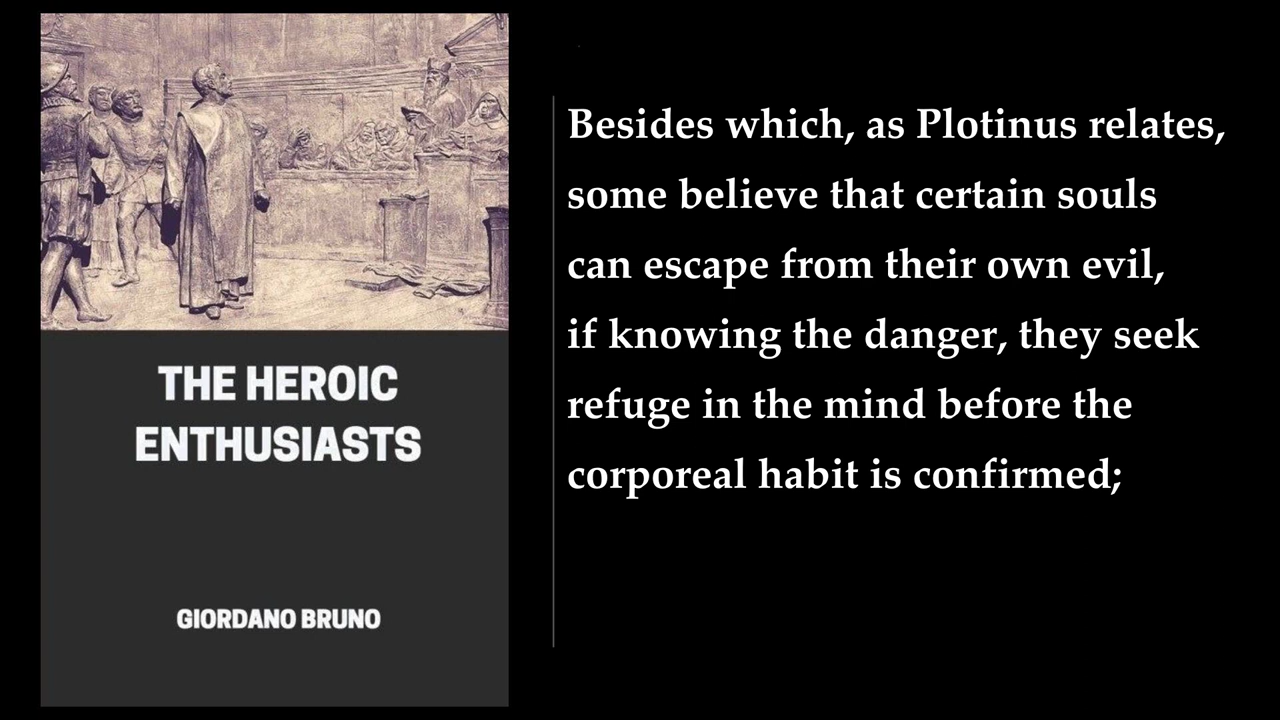 THE HEROIC
ENTHUSIASTS
GIORDANO BRUNO
Besides which, as Plotinus relates,
some believe that certain souls
can escape from their own evil,
if knowing the danger, they seek
refuge in the mind before the
corporeal habit is confirmed;